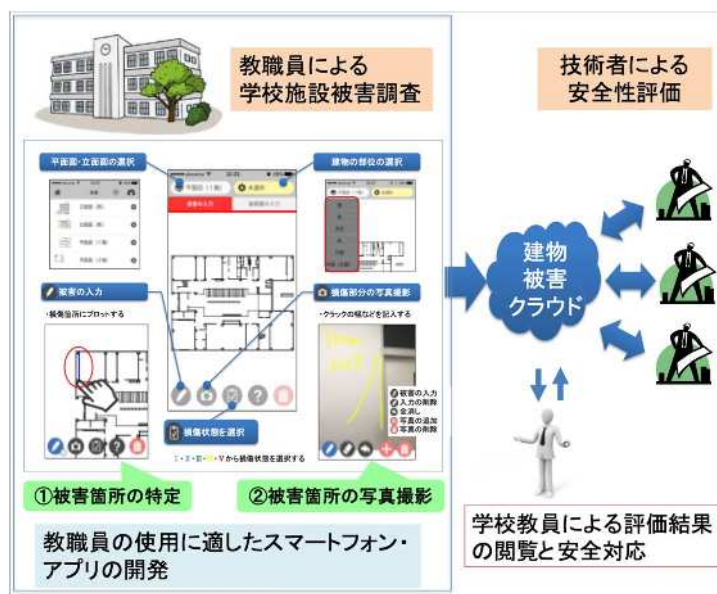 教職員による
学校施設被害調査
技術者による
安全性評価
平面図・立面図の選択
建物の部位の選択
被害の入力
・損傷箇所にプロットする
損傷部分の写真撮影
・クラックの幅などを記入する
被害の入力
入力の削除
全消し
写真の追加
写真の削除
損傷状態を選択
I・II・III・IV・Vから損傷状態を選択する
①被害箇所の特定
②被害箇所の写真撮影
教職員の使用に適したスマートフォン・
アプリの開発
建物
被害
クラウド
学校教員による評価結果
の閲覧と安全対応